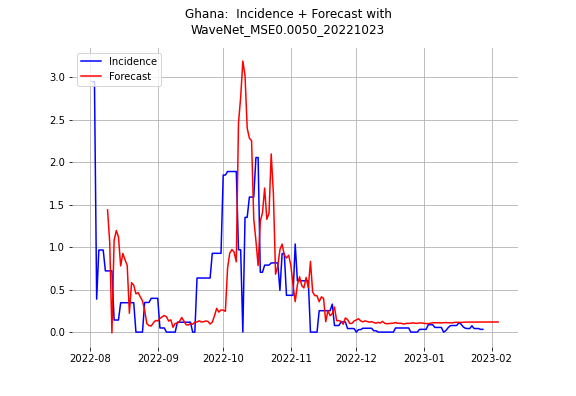 Ghana:  Incidence + Forecast with
WaveNet_MSE0.0050_20221023
Incidence
Forecast
3.0
2.5
2.0
1.5
1.0
0.5
0.0
2022-08 2022-09 2022-10 2022-11 2022-12 2023-01 2023-02